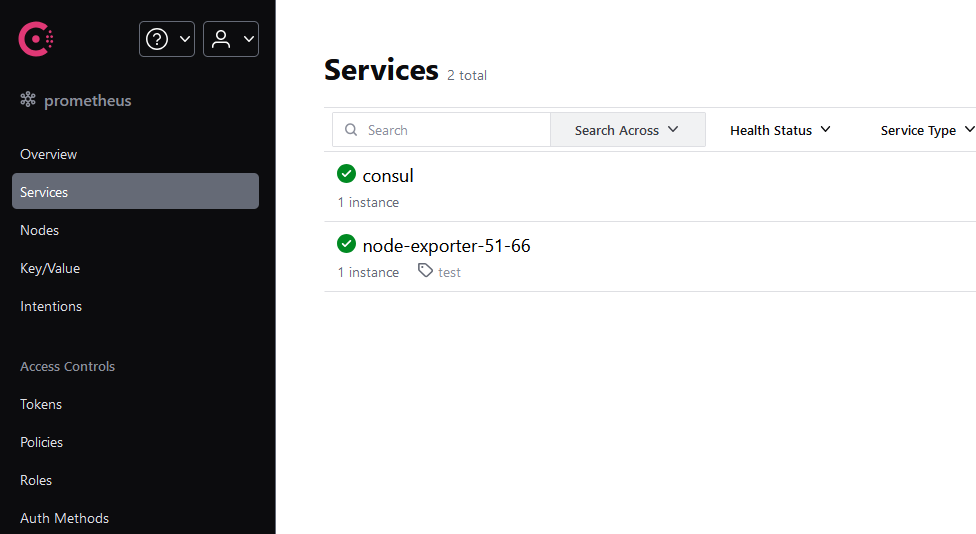 prometheus
Overview
Services
Nodes
Key/Value
Intentions
Access Controls
Tokens
Policies
Roles
Auth Methods
Services 2 total
Search Search Across Health Status Service Type
consul
1 instance
node-exporter-51-66
1 instance test